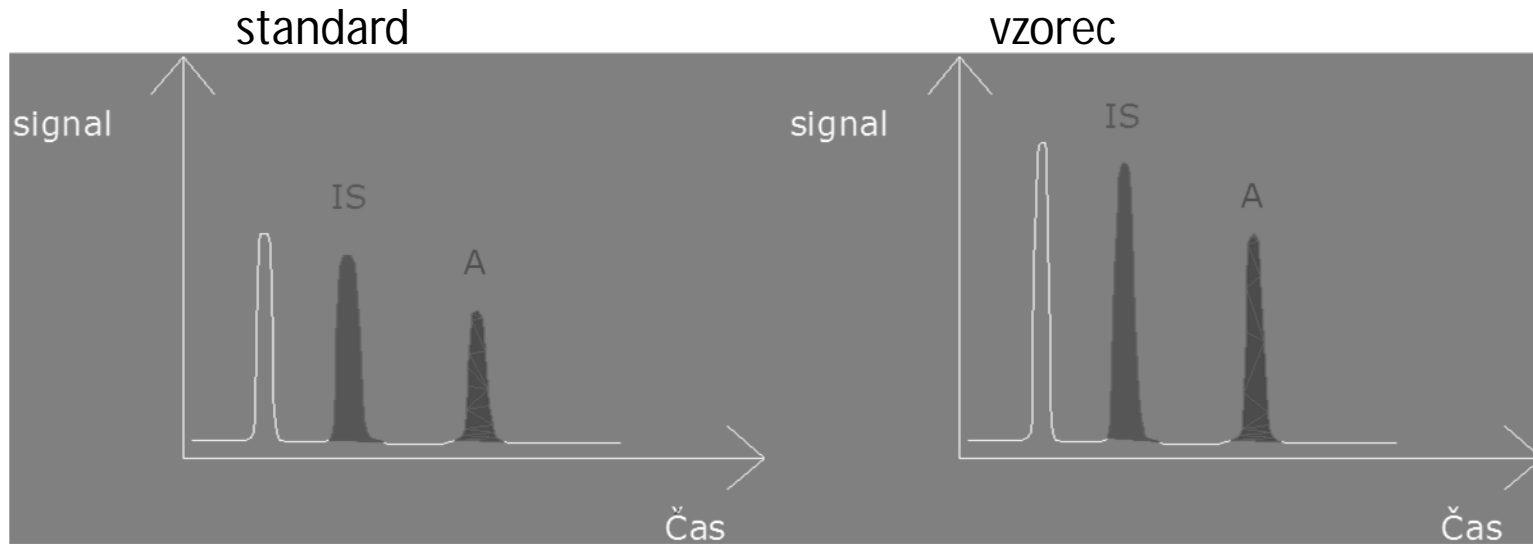 standard
signal
IS
A
Čas
vzorec
signal
IS
A
Čas